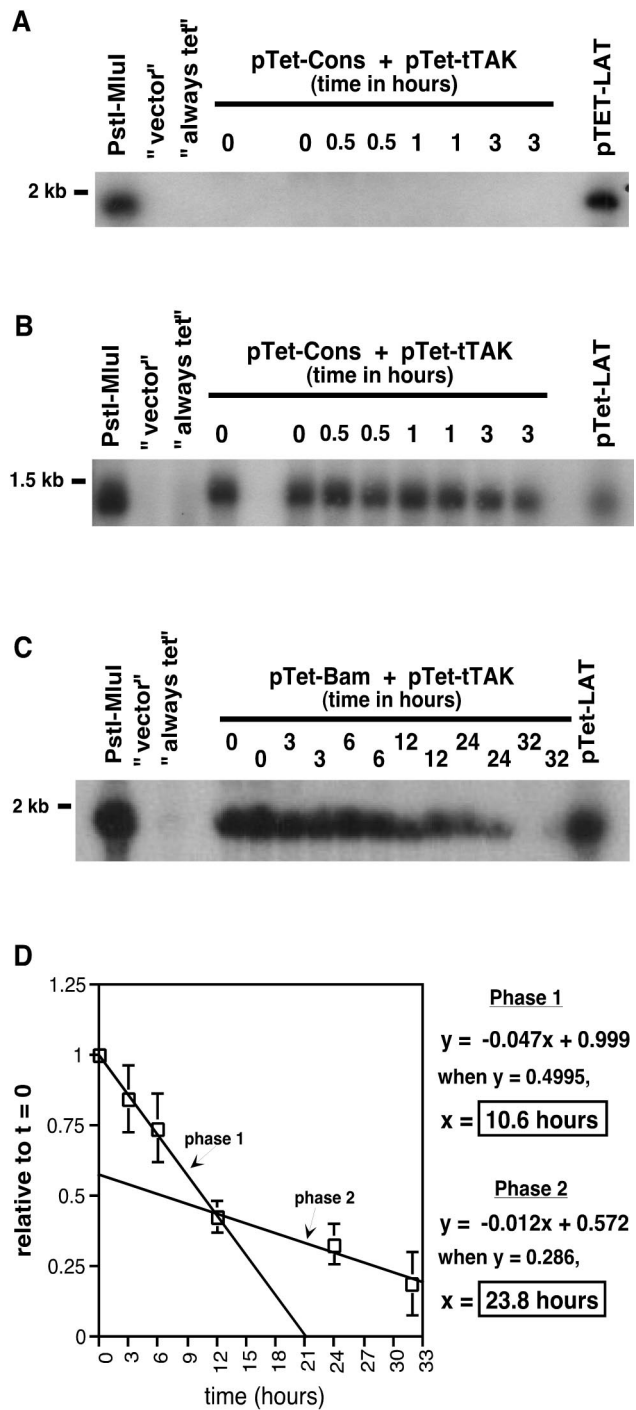 A
PstI-MluI
"vector"
"always tet"
pTet-Cons + pTet-tTAK
(time in hours)
0 0 0.5 0.5 1 1 3 3
pTET-LAT
2 kb
B
PstI-MluI
"vector"
"always tet"
pTet-Cons + pTet-tTAK
(time in hours)
0 0 0.5 0.5 1 1 3 3
pTet-LAT
1.5 kb
C
PstI-MluI
"vector"
"always tet"
pTet-Bam + pTet-tTAK
(time in hours)
0 3 6 12 24 32
0 3 6 12 24 32
pTet-LAT
2 kb
D
relative to t = 0
1.25
1
0.75
0.5
0.25
0
phase 1
phase 2
0 3 6 9 12 15 18 21 24 27 30 33
time (hours)
Phase 1
y = -0.047x + 0.999
when y = 0.4995,
x = 10.6 hours
Phase 2
y = -0.012x + 0.572
when y = 0.286,
x = 23.8 hours